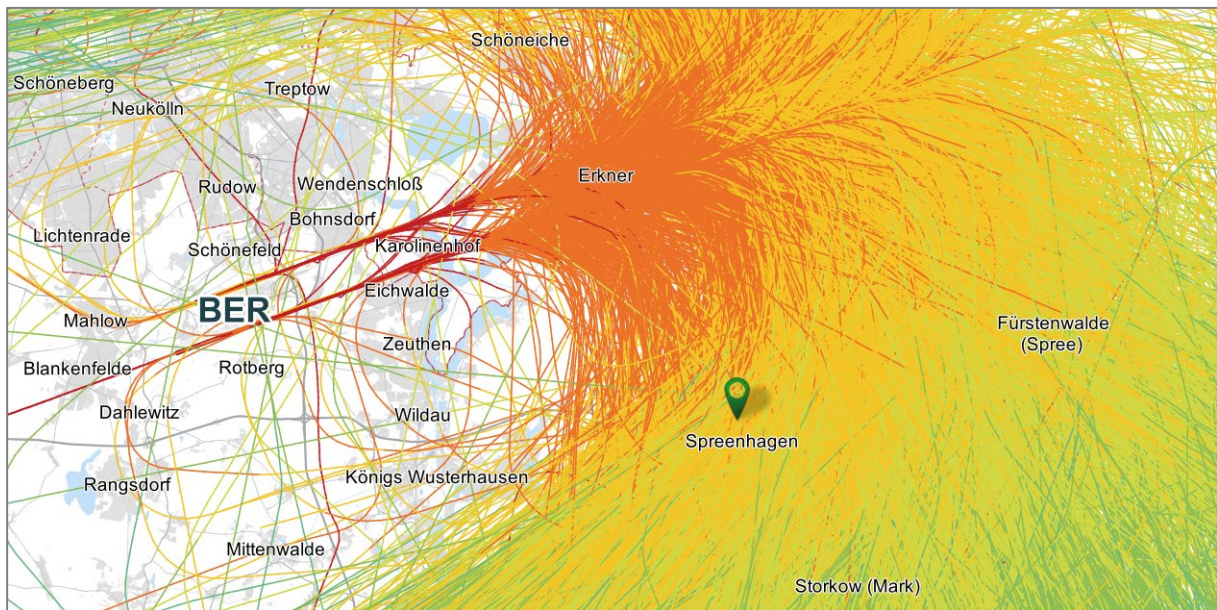 Schöneiche
Schöneberg
Treptow
Neukölln
Erkner
Rudow
Wendenschloß
Bohnsdorf
Lichtenrade
Schönefeld
Karolinenhof
Eichwalde
BER
Mahlow
Fürstenwalde
(Spree)
Zeuthen
Blankenfelde
Rotberg
Dahlewitz
Wildau
Spreenhagen
Königs Wusterhausen
Rangsdorf
Mittenwalde
Storkow (Mark)